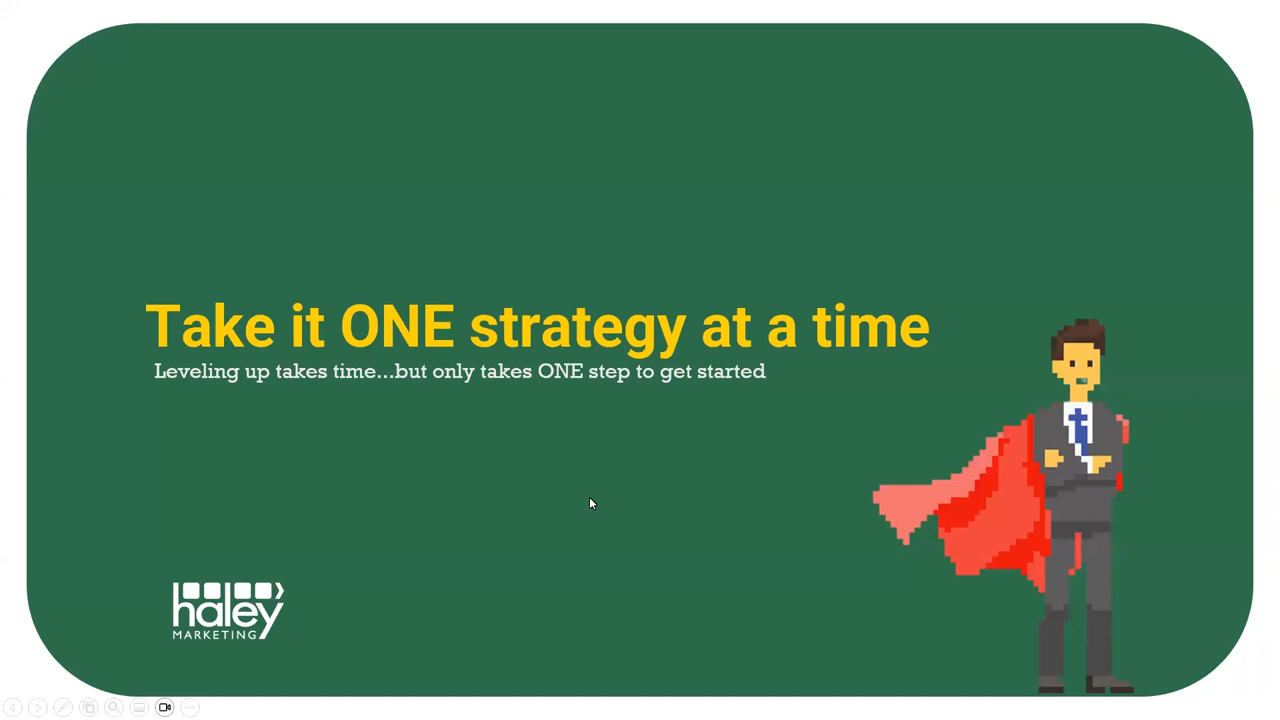 Take it ONE strategy at a time
Leveling up takes time...but only takes ONE step to get started
haley
MARKETING